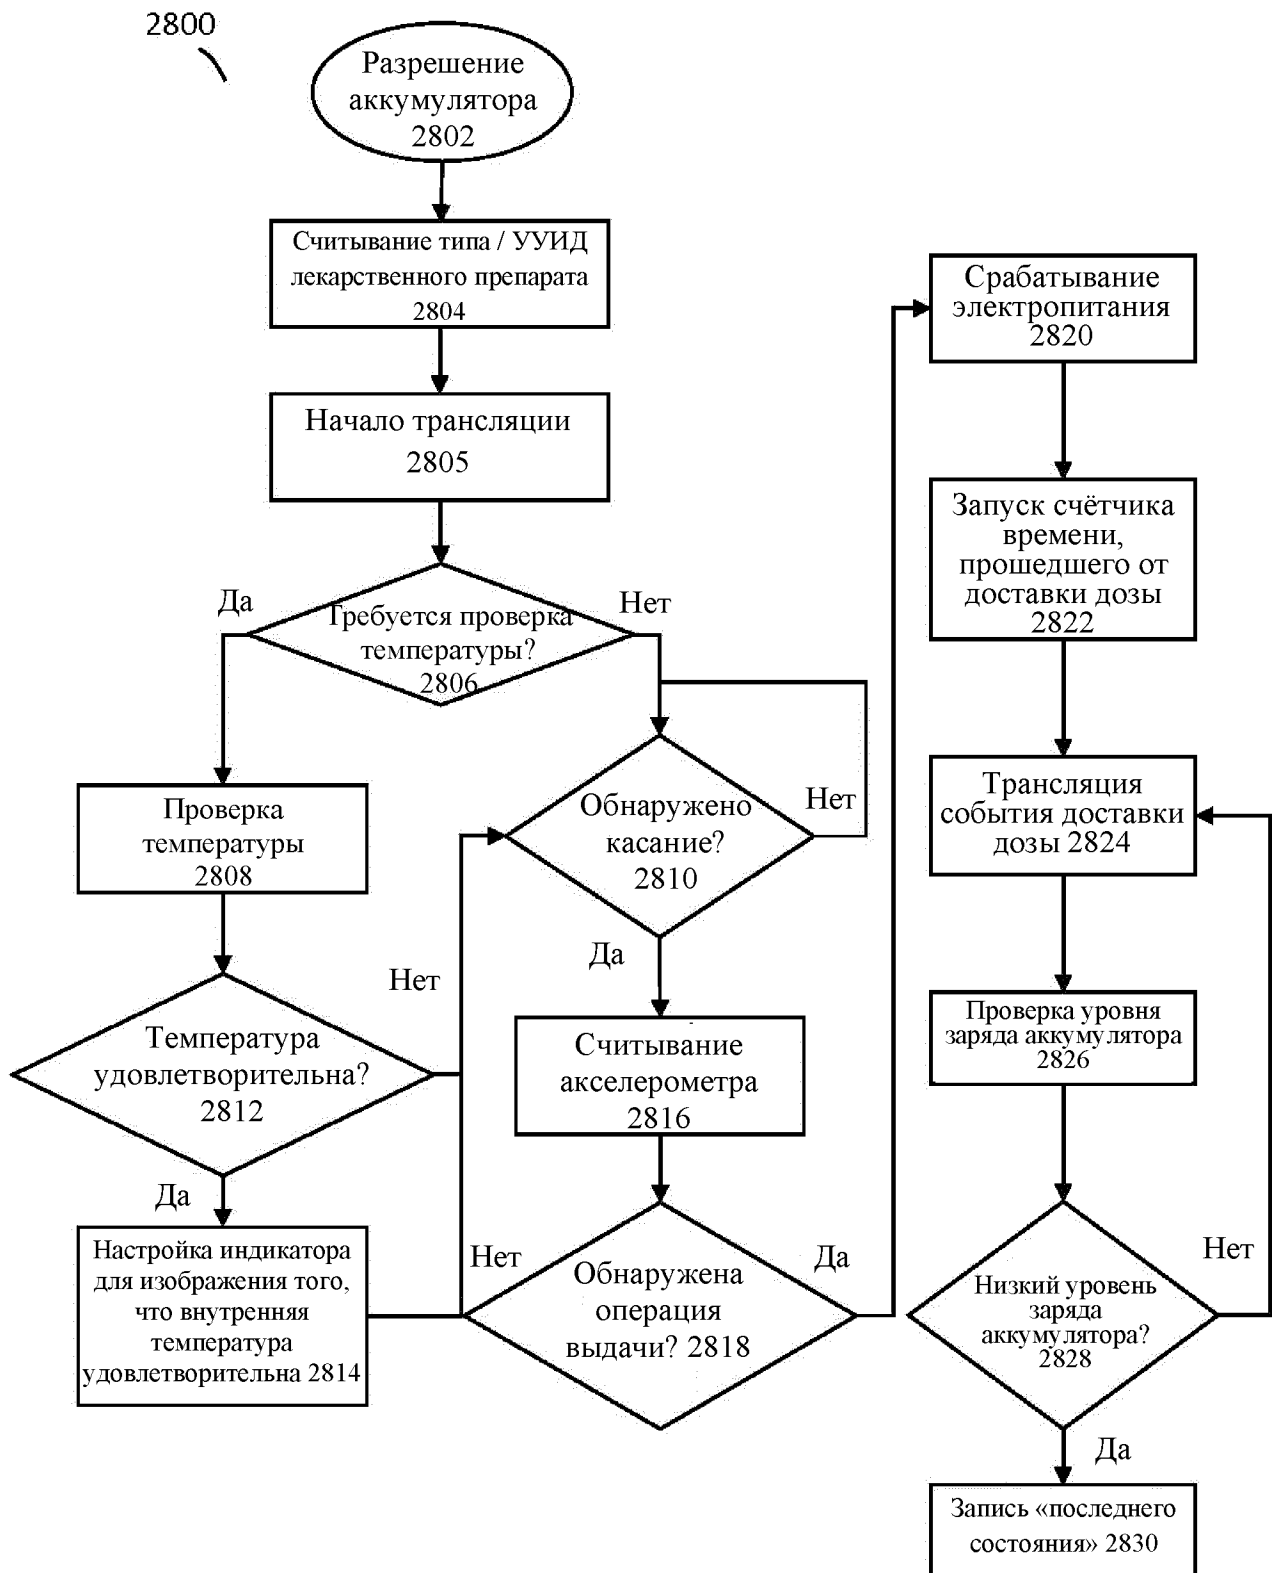 2800
Разрешение
аккумулятора
2802
Считывание типа / УУИД
лекарственного препарата
2804
Начало трансляции
2805
Да
Нет
Требуется проверка
температуры?
2806
Проверка
температуры
2808
Обнаружено
касание?
2810
Нет
Да
Нет
Температура
удовлетворительна?
2812
Да
Считывание
акселерометра
2816
Настройка индикатора
для изображения того,
что внутренняя
температура
удовлетворительна 2814
Нет
Да
Обнаружена
операция
выдачи? 2818
Срабатывание
электропитания
2820
Запуск счётчика
времени,
прошедшего от
доставки дозы
2822
Трансляция
события доставки
дозы 2824
Проверка уровня
заряда аккумулятора
2826
Нет
Низкий уровень
заряда
аккумулятора?
2828
Да
Запись «последнего
состояния» 2830